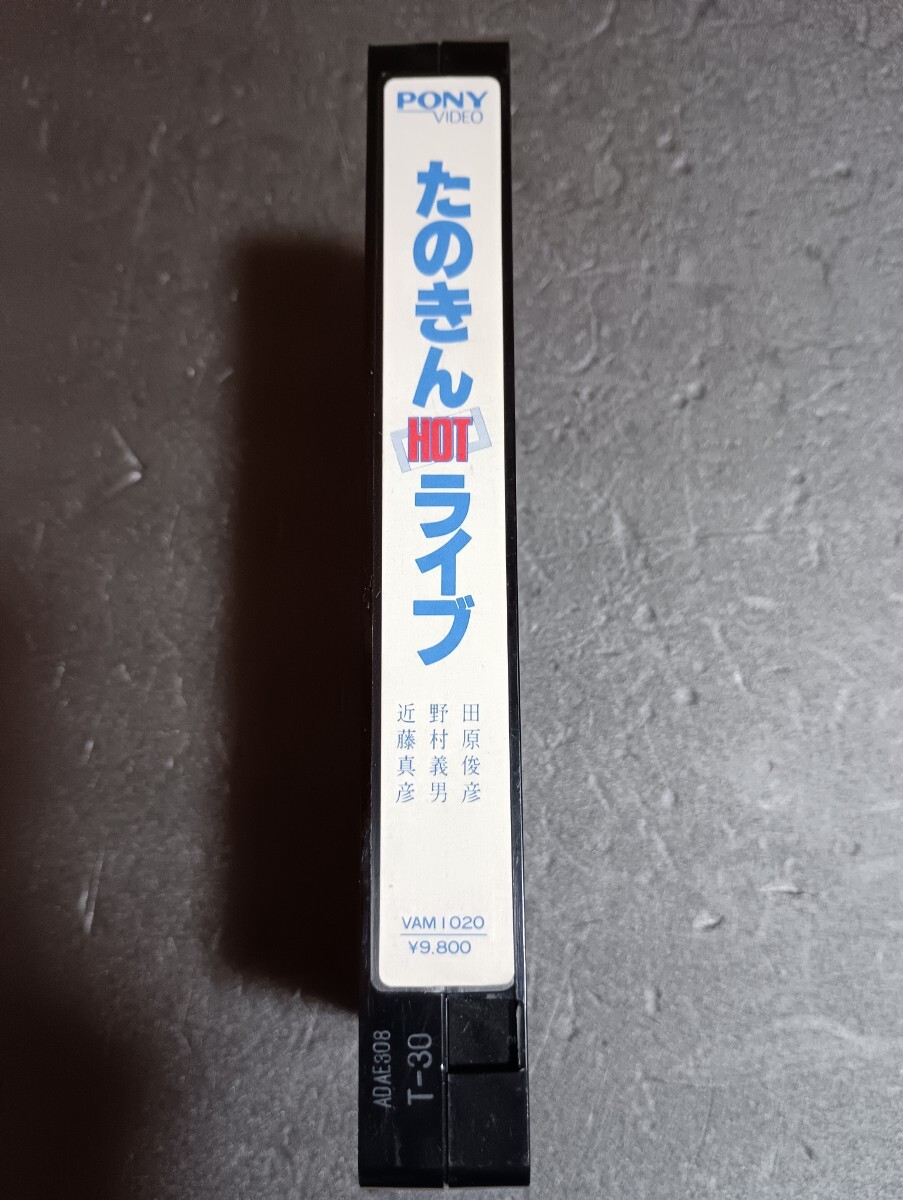 PONY
VIDEO
たのきん
HOT
ライブ
田原俊彦
野村義男
近藤真彦
VAM1020
¥9,800
ADAE308
T-30